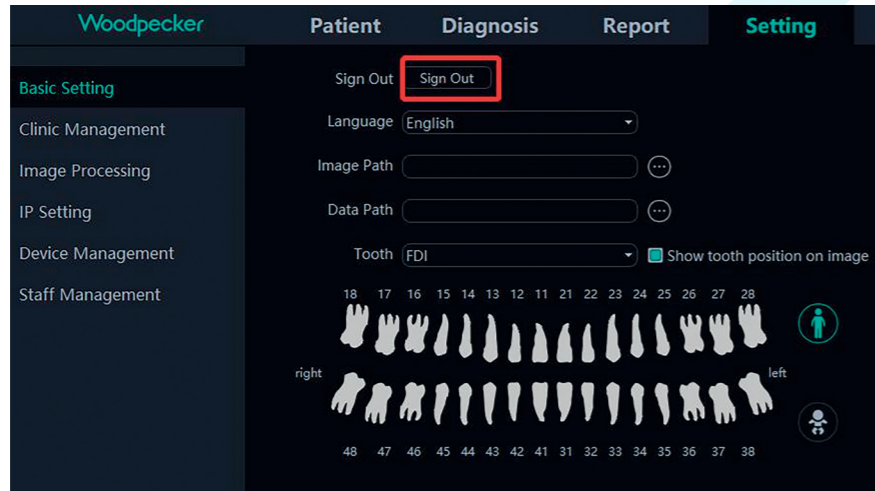 Woodpecker Patient Diagnosis Report Setting
Basic Setting
Clinic Management
Image Processing
IP Setting
Device Management
Staff Management
Sign Out Sign Out
Language English
Image Path
Data Path
Tooth FDI Show tooth position on image
18 17 16 15 14 13 12 11 21 22 23 24 25 26 27 28
right left
48 47 46 45 44 43 42 41 31 32 33 34 35 36 37 38